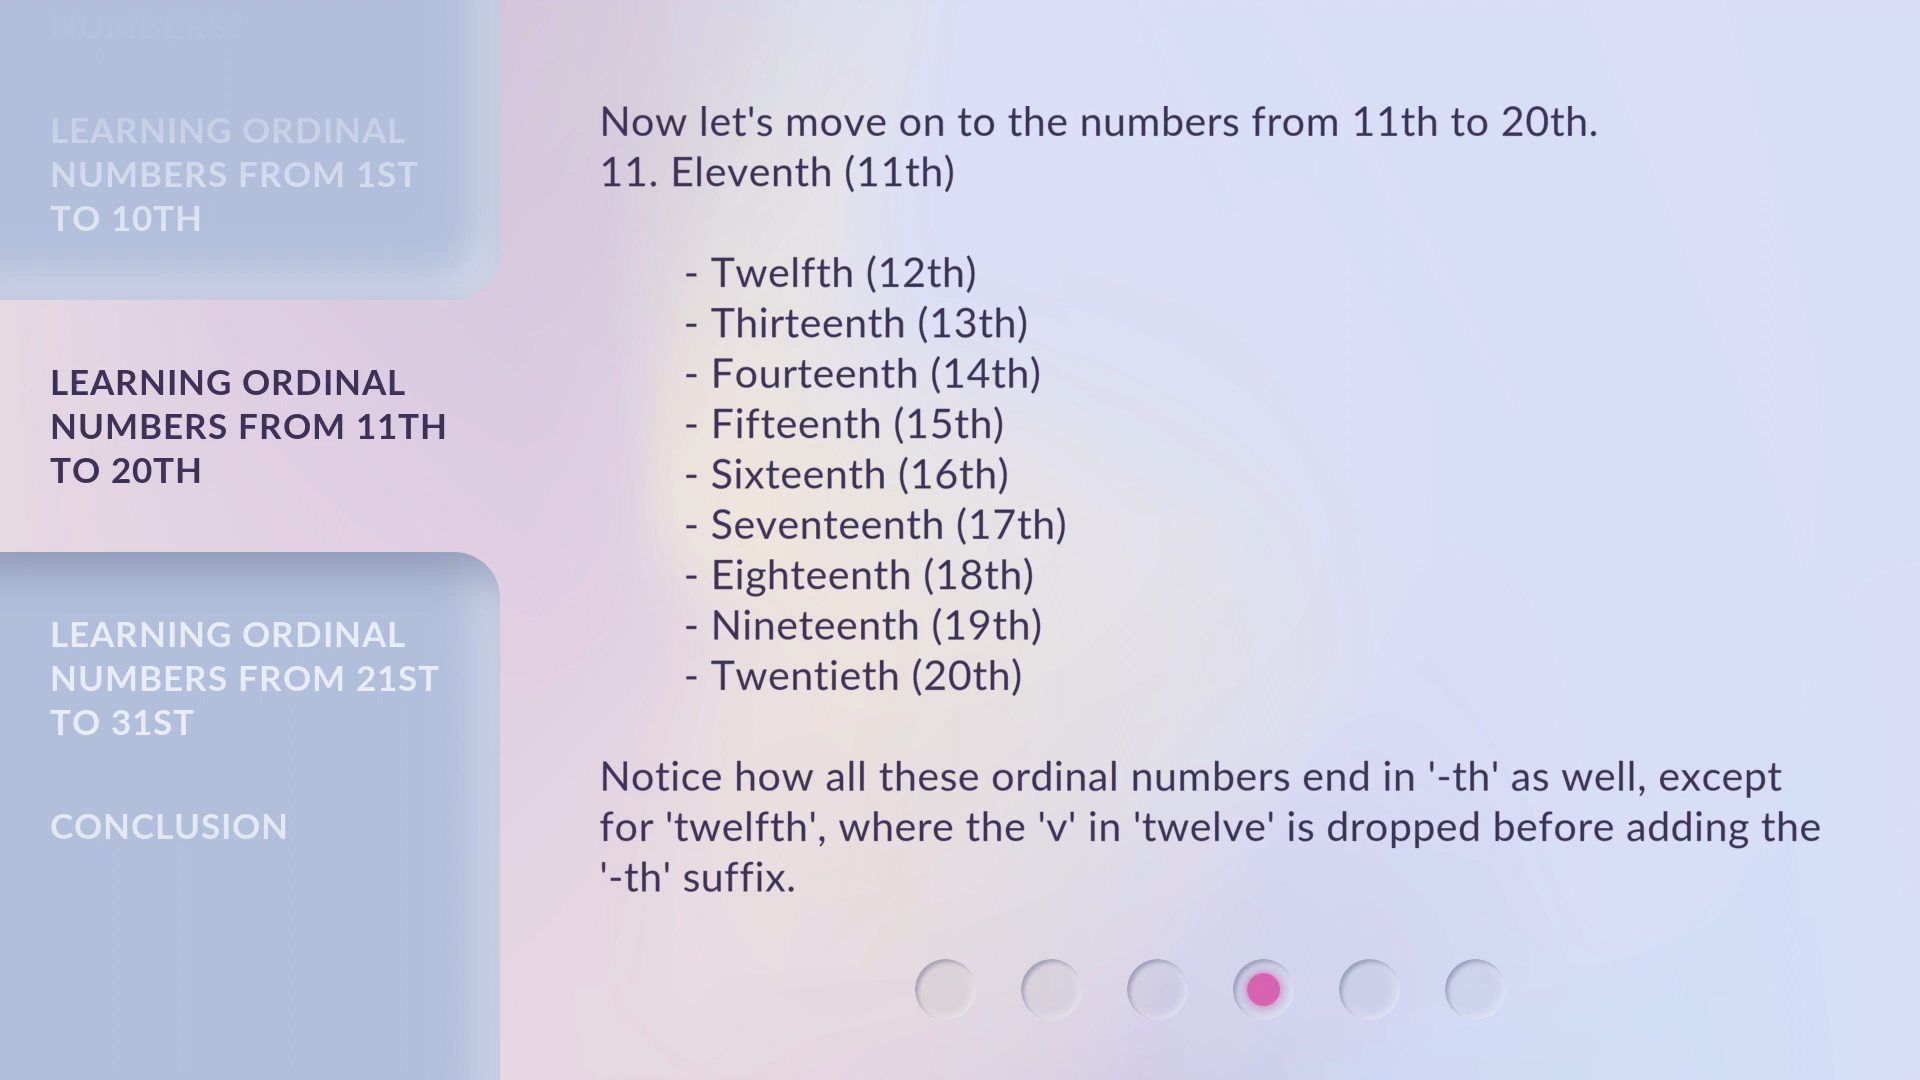 NUMBERS!
LEARNING ORDINAL
NUMBERS FROM 1ST
TO 10TH
LEARNING ORDINAL
NUMBERS FROM 11TH
TO 20TH
LEARNING ORDINAL
NUMBERS FROM 21ST
TO 31ST
CONCLUSION
Now let's move on to the numbers from 11th to 20th.
11. Eleventh (11th)
- Twelfth (12th)
- Thirteenth (13th)
- Fourteenth (14th)
- Fifteenth (15th)
- Sixteenth (16th)
- Seventeenth (17th)
- Eighteenth (18th)
- Nineteenth (19th)
- Twentieth (20th)
Notice how all these ordinal numbers end in '-th' as well, except
for 'twelfth', where the 'v' in 'twelve' is dropped before adding the
'-th' suffix.